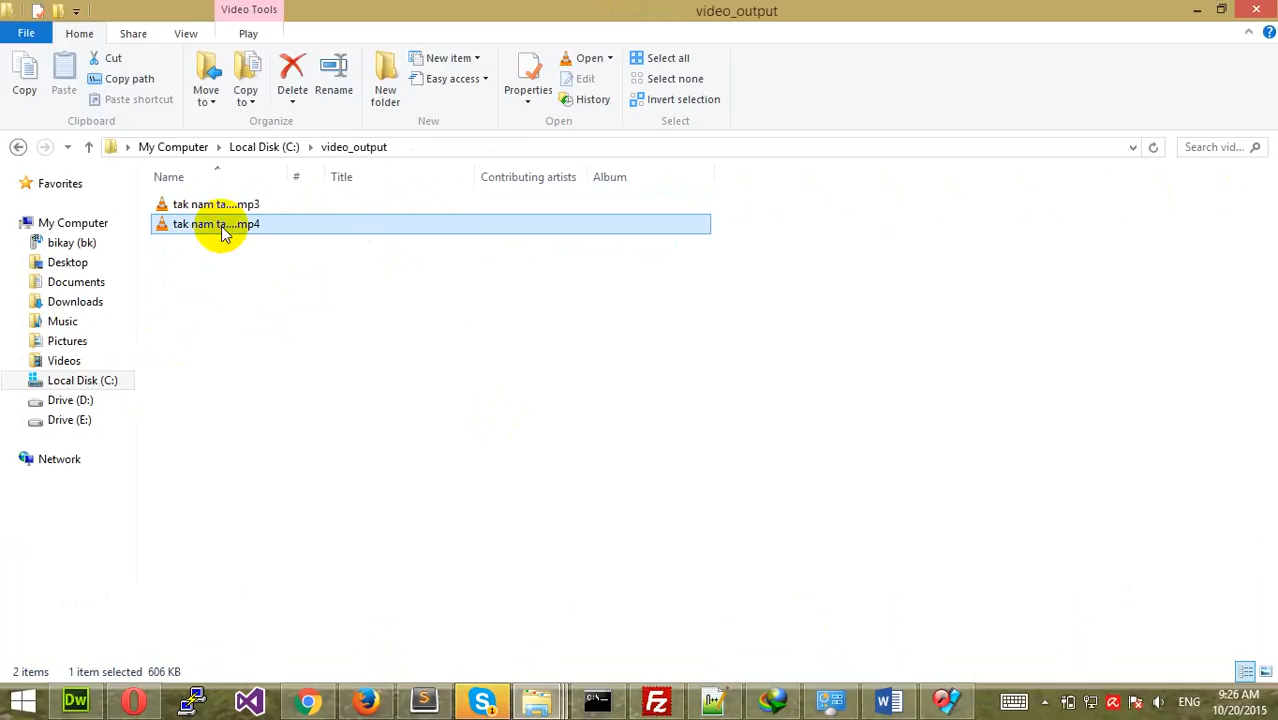 Video Tools
video_output
File
Home
Share
View
Play
Copy
Paste
Cut
Copy path
Paste shortcut
Move to
Copy to
Delete
Rename
New folder
New item
Easy access
Properties
Open
Edit
History
Select all
Select none
Invert selection
Clipboard
Organize
New
Open
Select
My Computer
Local Disk (C:)
video_output
Search vid...
Name
#
Title
Contributing artists
Album
tak nam ta....mp3
tak nam ta....mp4
Favorites
My Computer
bikay (bk)
Desktop
Documents
Downloads
Music
Pictures
Videos
Local Disk (C:)
Drive (D:)
Drive (E:)
Network
2 items
1 item selected 606 KB
Dw
ENG
9:26 AM
10/20/2015